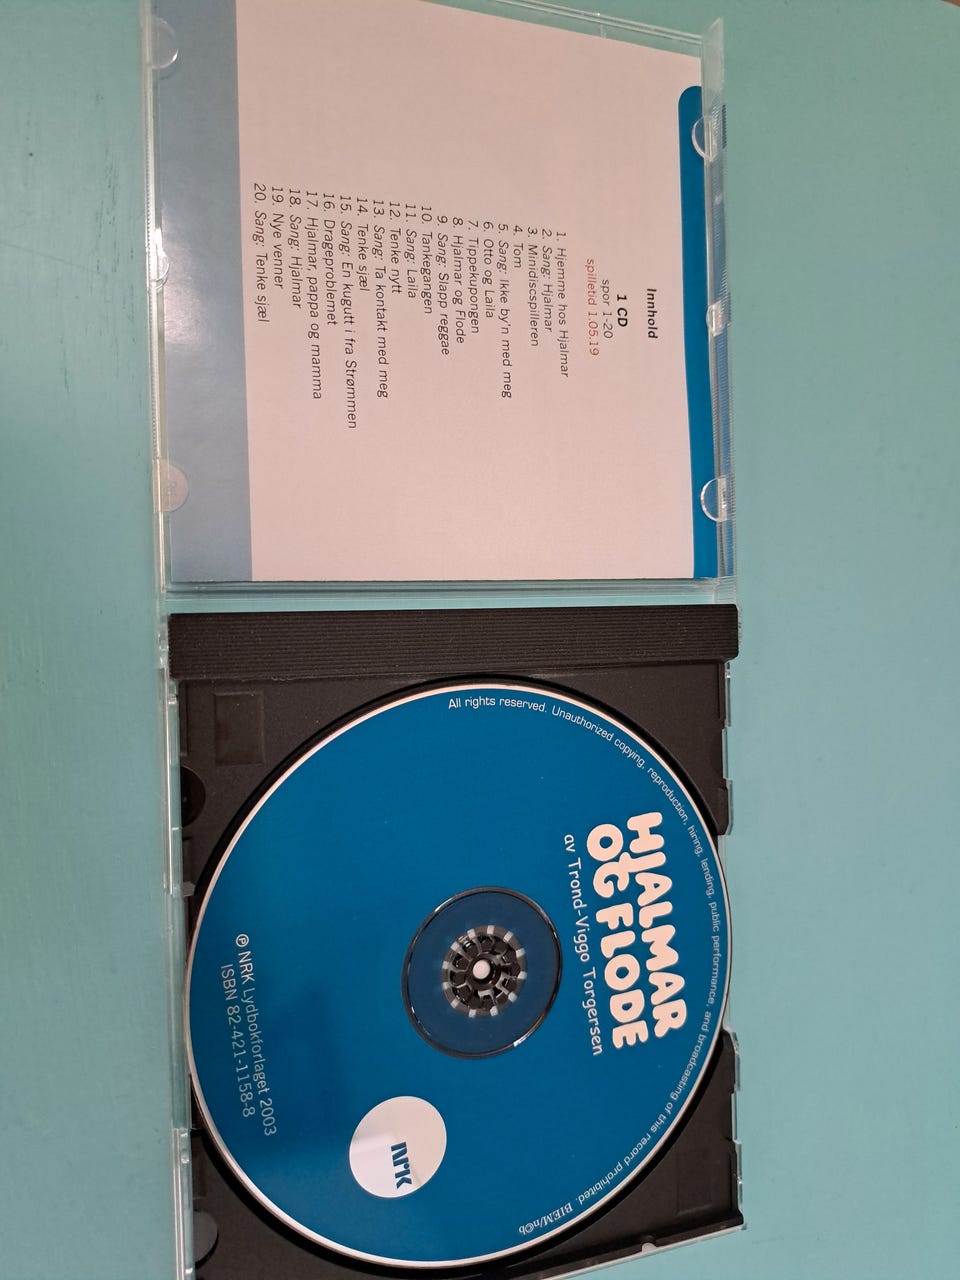 Innhold
1 CD
spor 1-20
spilletid 1.05.19
1. Hjemme hos Hjalmar
2. Sang: Hjalmar
3. Minidiscspilleren
4. Tom
5. Sang: Ikke by'n med meg
6. Otto og Laila
7. Tippekupongen
8. Hjalmar og Flode
9. Sang: Slapp reggae
10. Tankegangen
11. Sang: Laila
12. Tenke nytt
13. Sang: Ta kontakt med meg
14. Tenke sjæl
15. Sang: En kugutt i fra Strømmen
16. Drageproblemet
17. Hjalmar, pappa og mamma
18. Sang: Hjalmar
19. Nye venner
20. Sang: Tenke sjæl
All rights reserved. Unauthorized copying, reproduction, hiring, lending, public performance, and broadcasting of this record prohibited. BIEM/n©b
HJALMAR
OG FLODE
av Trond-Viggo Torgersen
NRK
℗ NRK Lydbokforlaget 2003
ISBN 82-421-1158-8